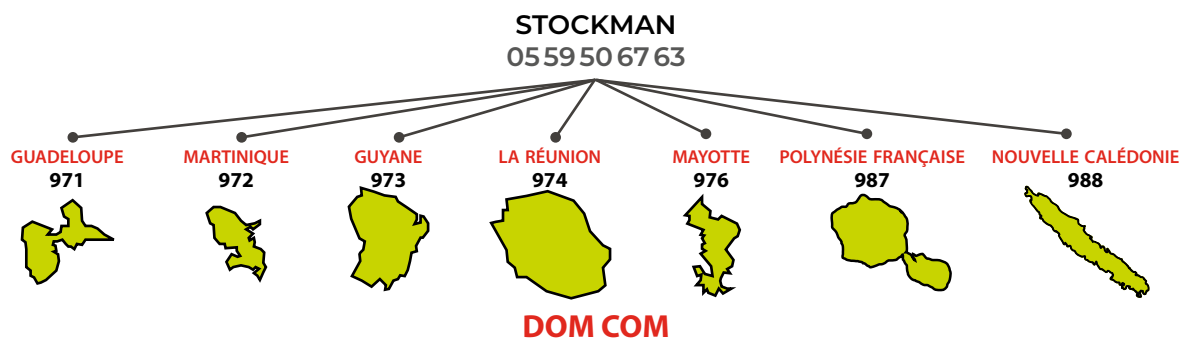 STOCKMAN
05 59 50 67 63
GUADELOUPE MARTINIQUE GUYANE LA RÉUNION MAYOTTE POLYNÉSIE FRANÇAISE NOUVELLE CALÉDONIE
971 972 973 974 976 987 988
DOM COM